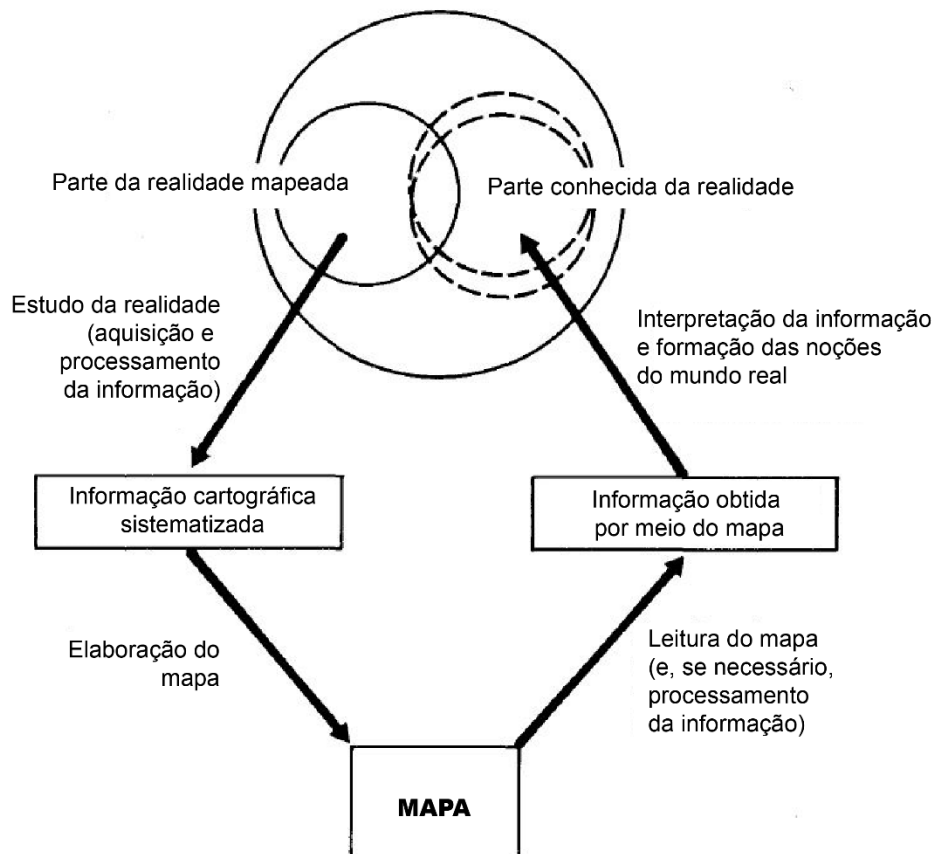 Parte da realidade mapeada
Parte conhecida da realidade
Estudo da realidade
(aquisição e
processamento
da informação)
Interpretação da informação
e formação das noções
do mundo real
Informação cartográfica
sistematizada
Informação obtida
por meio do mapa
Elaboração do
mapa
Leitura do mapa
(e, se necessário,
processamento
da informação)
MAPA